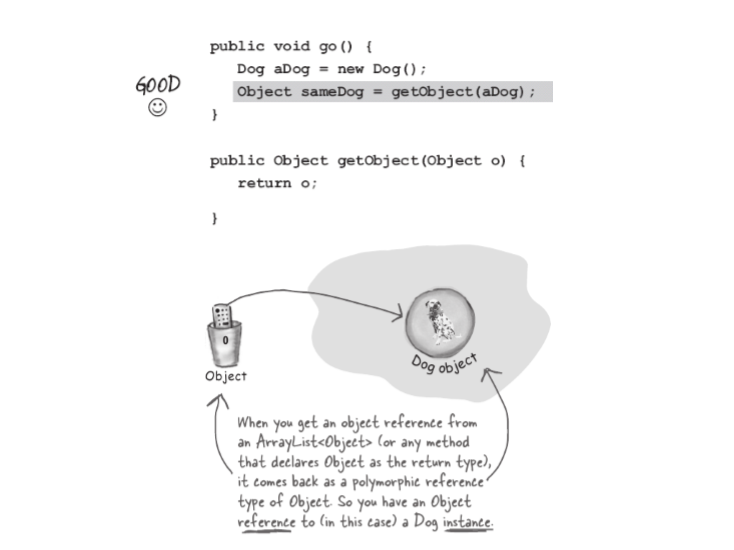 public void go() {
Dog aDog = new Dog();
GOOD
Object sameDog = getObject(aDog);
}
public Object getObject(Object o) {
return o;
}
o
Object
Dog object
When you get an object reference from
an ArrayList<Object> (or any method
that declares Object as the return type),
it comes back as a polymorphic reference
type of Object. So you have an Object
reference to (in this case) a Dog instance.